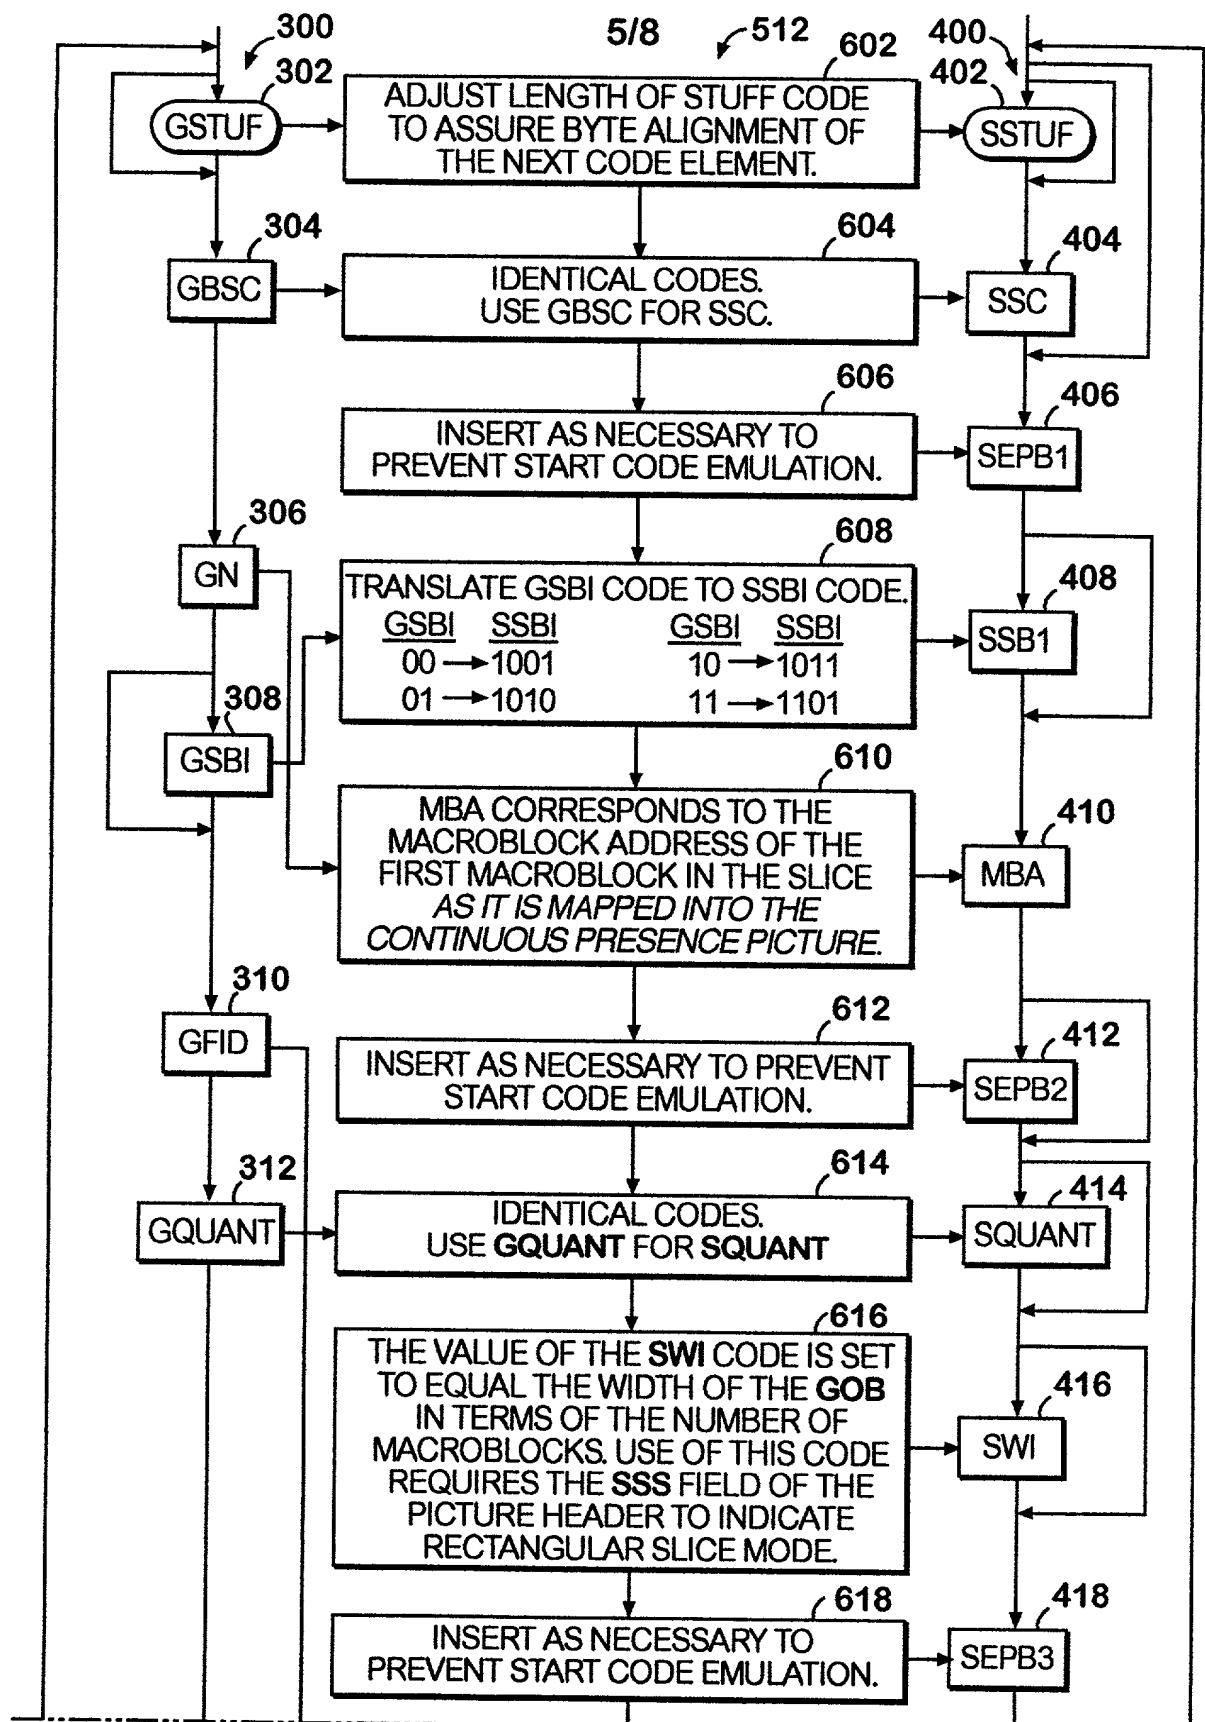 5/8
512
300
302
602
400
402
GSTUF
ADJUST LENGTH OF STUFF CODE
TO ASSURE BYTE ALIGNMENT OF
THE NEXT CODE ELEMENT.
SSTUF
304
604
404
GBSC
IDENTICAL CODES.
USE GBSC FOR SSC.
SSC
606
406
INSERT AS NECESSARY TO
PREVENT START CODE EMULATION.
SEPB1
306
608
408
GN
TRANSLATE GSBI CODE TO SSBI CODE.
GSBI SSBI GSBI SSBI
00 → 1001 10 → 1011
01 → 1010 11 → 1101
SSB1
308
GSBI
610
410
MBA CORRESPONDS TO THE
MACROBLOCK ADDRESS OF THE
FIRST MACROBLOCK IN THE SLICE
AS IT IS MAPPED INTO THE
CONTINUOUS PRESENCE PICTURE.
MBA
310
GFID
612
412
INSERT AS NECESSARY TO PREVENT
START CODE EMULATION.
SEPB2
312
614
414
GQUANT
IDENTICAL CODES.
USE GQUANT FOR SQUANT
SQUANT
616
416
THE VALUE OF THE SWI CODE IS SET
TO EQUAL THE WIDTH OF THE GOB
IN TERMS OF THE NUMBER OF
MACROBLOCKS. USE OF THIS CODE
REQUIRES THE SSS FIELD OF THE
PICTURE HEADER TO INDICATE
RECTANGULAR SLICE MODE.
SWI
618
418
INSERT AS NECESSARY TO
PREVENT START CODE EMULATION.
SEPB3